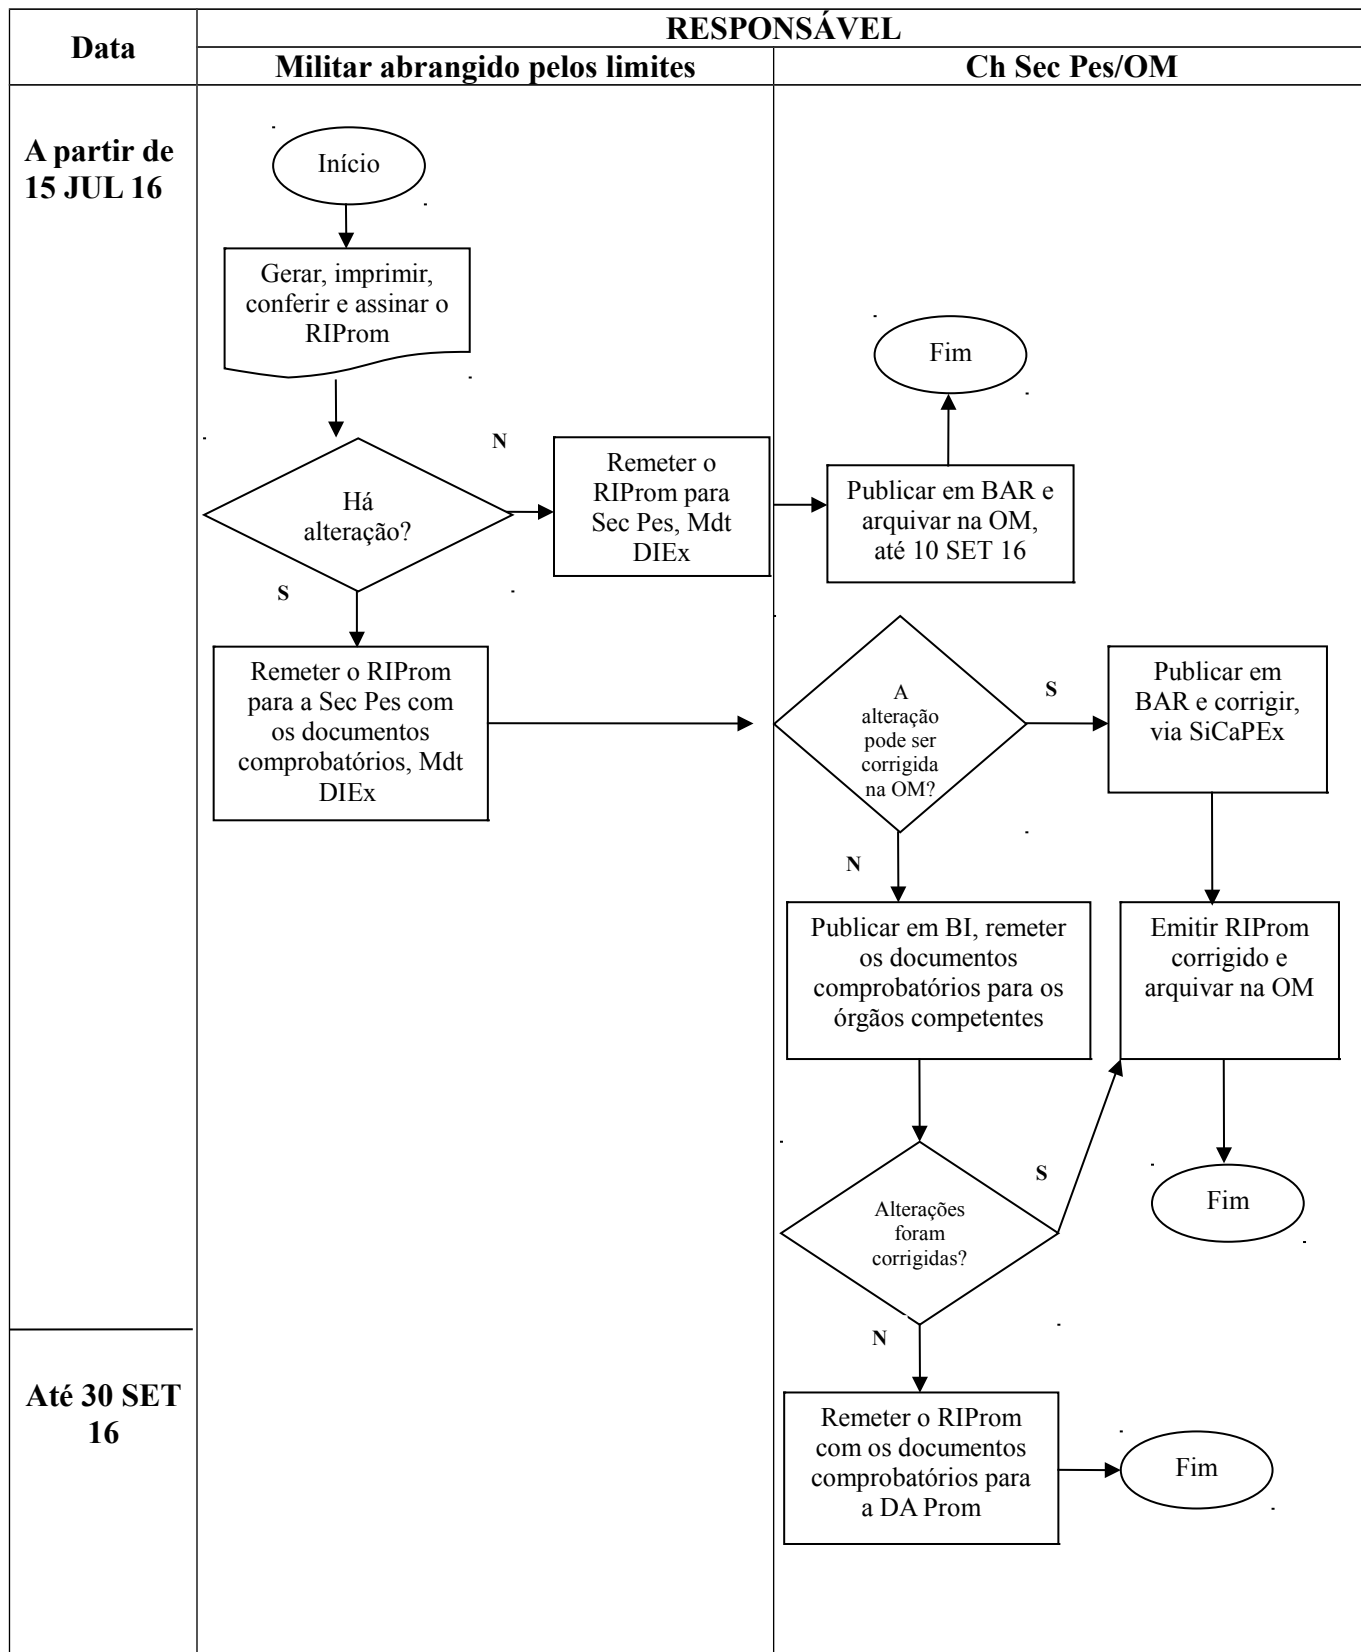 Data
RESPONSÁVEL
Militar abrangido pelos limites
Ch Sec Pes/OM
A partir de
15 JUL 16
Início
Gerar, imprimir,
conferir e assinar o
RIProm
Fim
Há
alteração?
N
Remeter o
RIProm para
Sec Pes, Mdt
DIEx
Publicar em BAR e
arquivar na OM,
até 10 SET 16
S
Remeter o RIProm
para a Sec Pes com
os documentos
comprobatórios, Mdt
DIEx
A
alteração
pode ser
corrigida
na OM?
S
Publicar em
BAR e corrigir,
via SiCaPEx
N
Publicar em BI, remeter
os documentos
comprobatórios para os
órgãos competentes
Emitir RIProm
corrigido e
arquivar na OM
Alterações
foram
corrigidas?
S
Fim
N
Até 30 SET
16
Remeter o RIProm
com os documentos
comprobatórios para
a DA Prom
Fim